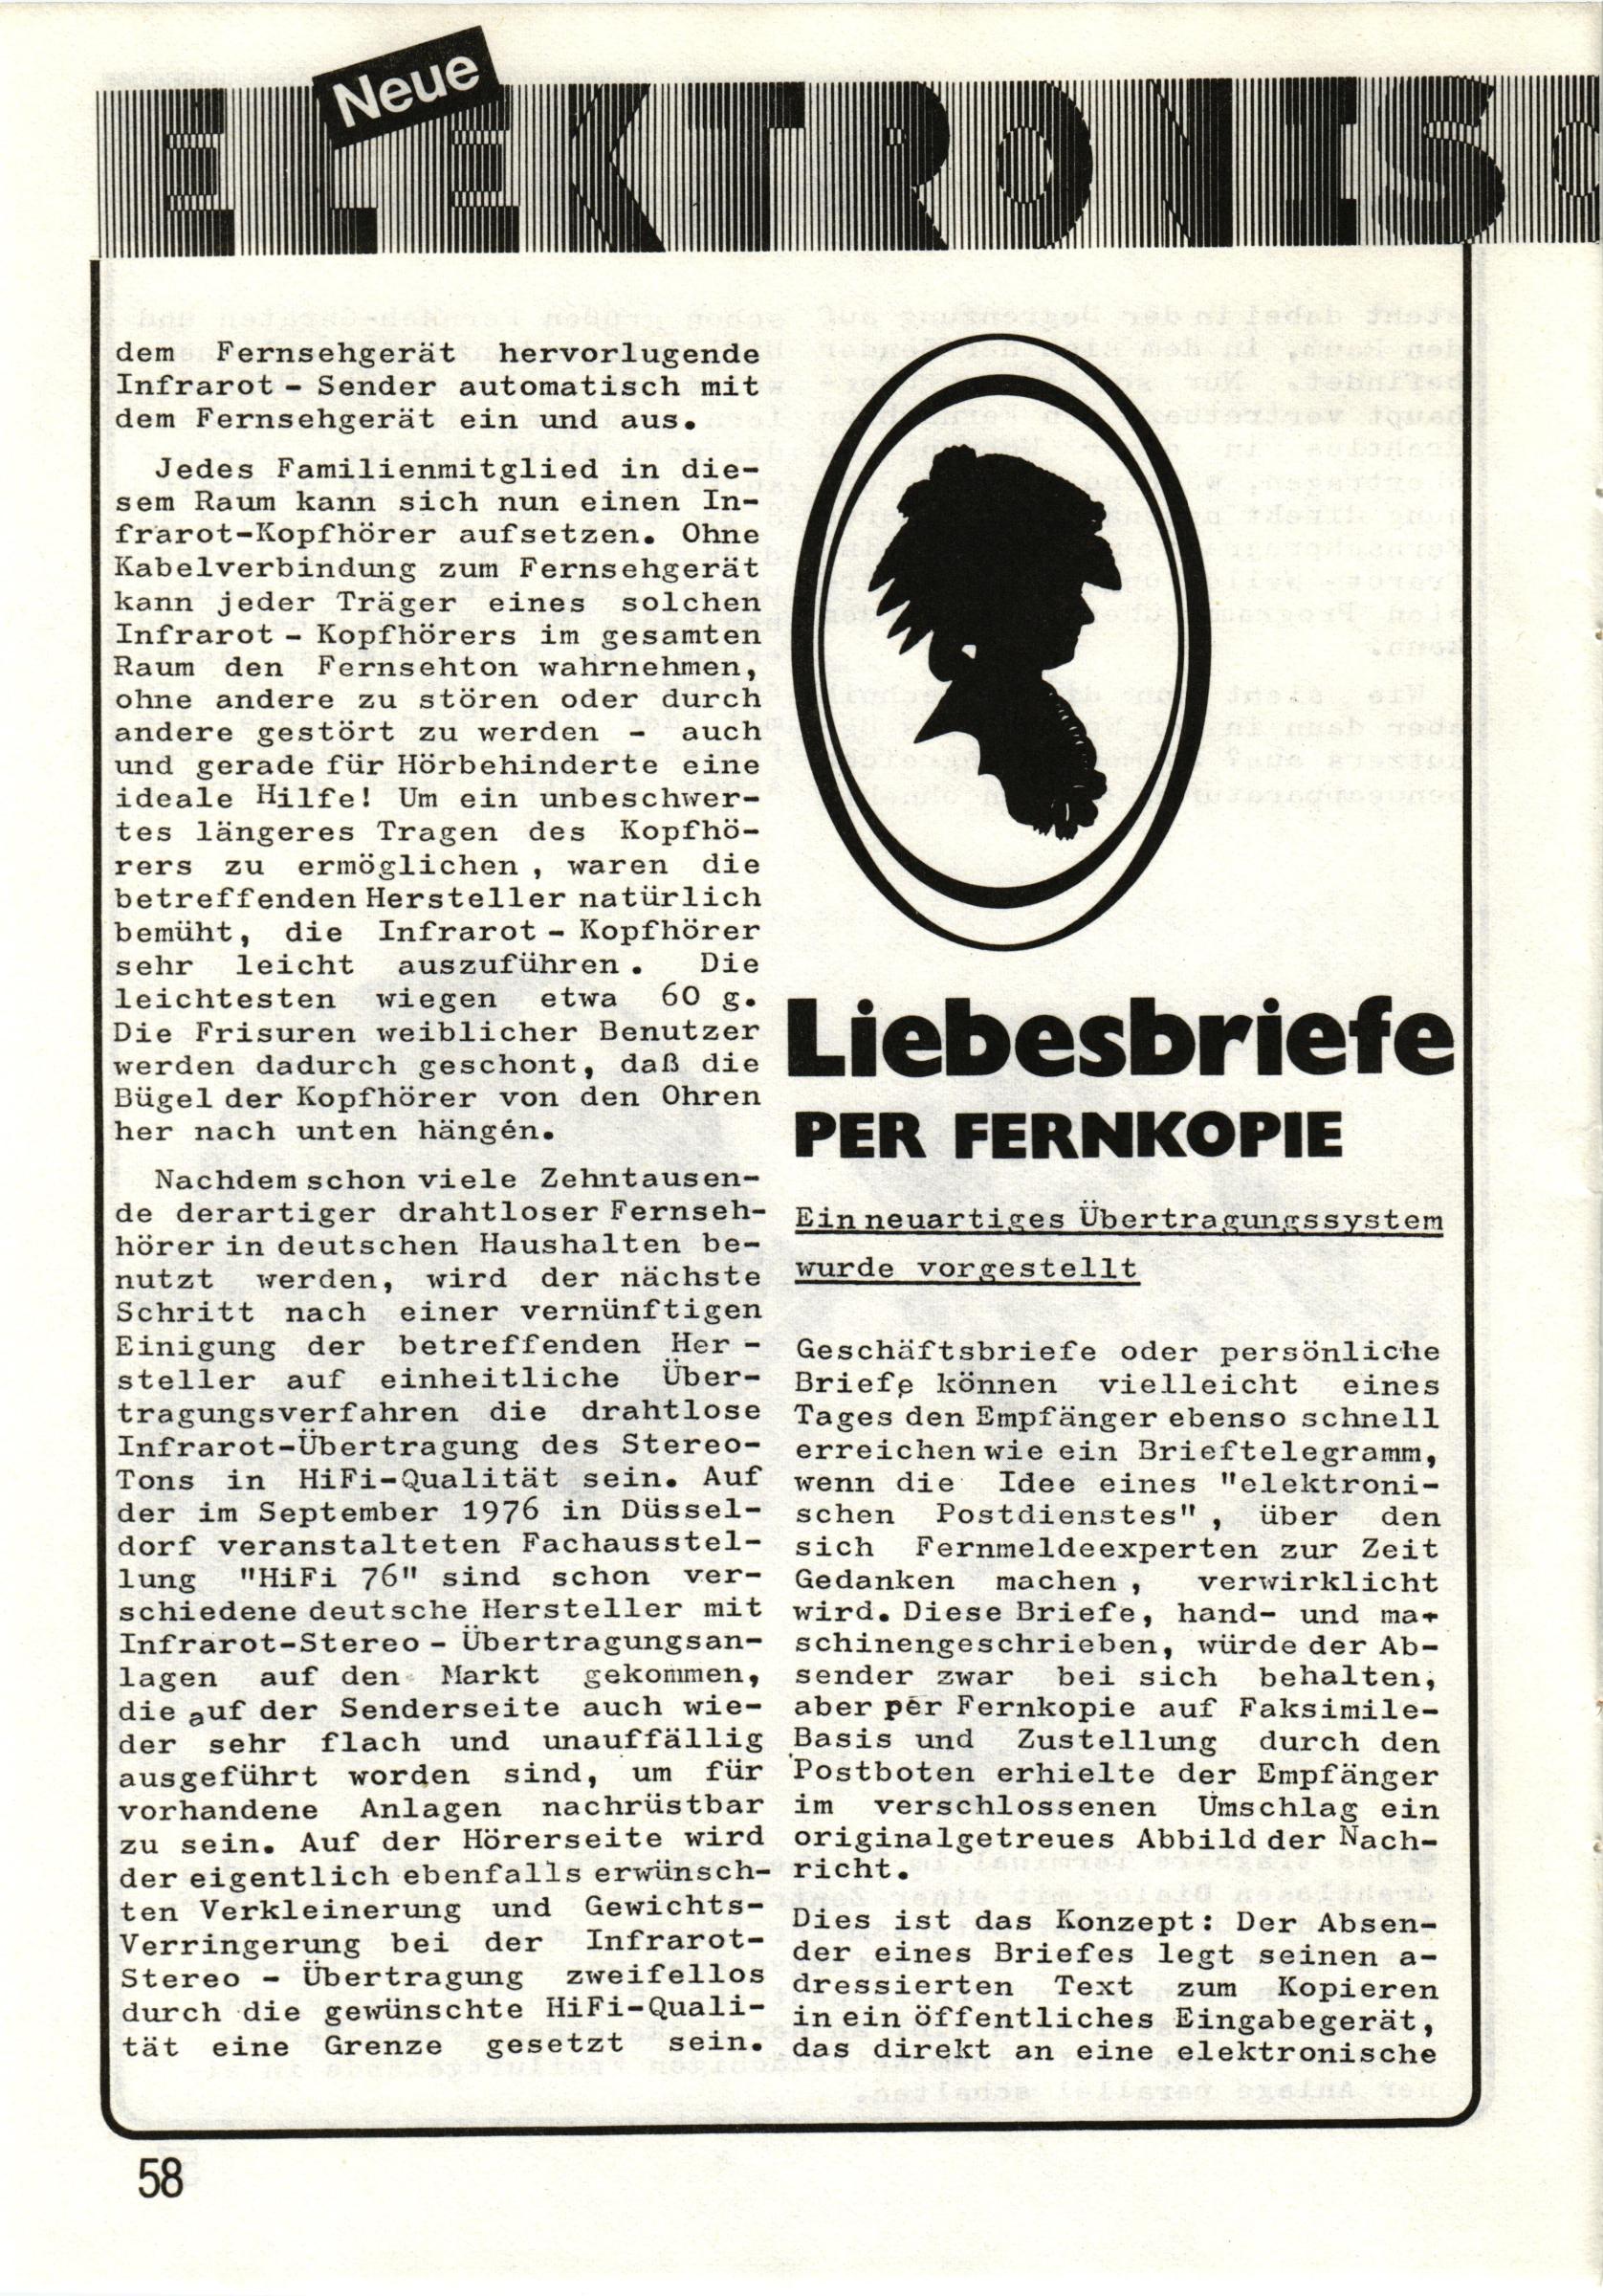 Neue
ELEKTRONISC
dem Fernsehgerät hervorlugende
Infrarot - Sender automatisch mit
dem Fernsehgerät ein und aus.
Jedes Familienmitglied in die-
sem Raum kann sich nun einen In-
frarot-Kopfhörer aufsetzen. Ohne
Kabelverbindung zum Fernsehgerät
kann jeder Träger eines solchen
Infrarot - Kopfhörers im gesamten
Raum den Fernsehton wahrnehmen,
ohne andere zu stören oder durch
andere gestört zu werden - auch
und gerade für Hörbehinderte eine
ideale Hilfe! Um ein unbeschwer-
tes längeres Tragen des Kopfhö-
rers zu ermöglichen , waren die
betreffenden Hersteller natürlich
bemüht, die Infrarot - Kopfhörer
sehr leicht auszuführen . Die
leichtesten wiegen etwa 60 g.
Die Frisuren weiblicher Benutzer
werden dadurch geschont, daß die
Bügel der Kopfhörer von den Ohren
her nach unten hängén.
Nachdem schon viele Zehntausen-
de derartiger drahtloser Fernseh-
hörer in deutschen Haushalten be-
nutzt werden, wird der nächste
Schritt nach einer vernünftigen
Einigung der betreffenden Her -
steller auf einheitliche Über-
tragungsverfahren die drahtlose
Infrarot-Übertragung des Stereo-
Tons in HiFi-Qualität sein. Auf
der im September 1976 in Düssel-
dorf veranstalteten Fachausstel-
lung "HiFi 76" sind schon ver-
schiedene deutsche Hersteller mit
Infrarot-Stereo - Übertragungsan-
lagen auf den Markt gekommen,
die auf der Senderseite auch wie-
der sehr flach und unauffällig
ausgeführt worden sind, um für
vorhandene Anlagen nachrüstbar
zu sein. Auf der Hörerseite wird
der eigentlich ebenfalls erwünsch-
ten Verkleinerung und Gewichts-
Verringerung bei der Infrarot-
Stereo - Übertragung zweifellos
durch die gewünschte HiFi-Quali-
tät eine Grenze gesetzt sein.
Liebesbriefe
PER FERNKOPIE
Ein neuartiges Übertragungssystem
wurde vorgestellt
Geschäftsbriefe oder persönliche
Briefe können vielleicht eines
Tages den Empfänger ebenso schnell
erreichen wie ein Brieftelegramm,
wenn die Idee eines "elektroni-
schen Postdienstes" , über den
sich Fernmeldeexperten zur Zeit
Gedanken machen , verwirklicht
wird. Diese Briefe, hand- und ma-
schinengeschrieben, würde der Ab-
sender zwar bei sich behalten,
aber per Fernkopie auf Faksimile-
Basis und Zustellung durch den
Postboten erhielte der Empfänger
im verschlossenen Umschlag ein
originalgetreues Abbild der Nach-
richt.
Dies ist das Konzept: Der Absen-
der eines Briefes legt seinen a-
dressierten Text zum Kopieren
in ein öffentliches Eingabegerät,
das direkt an eine elektronische
58